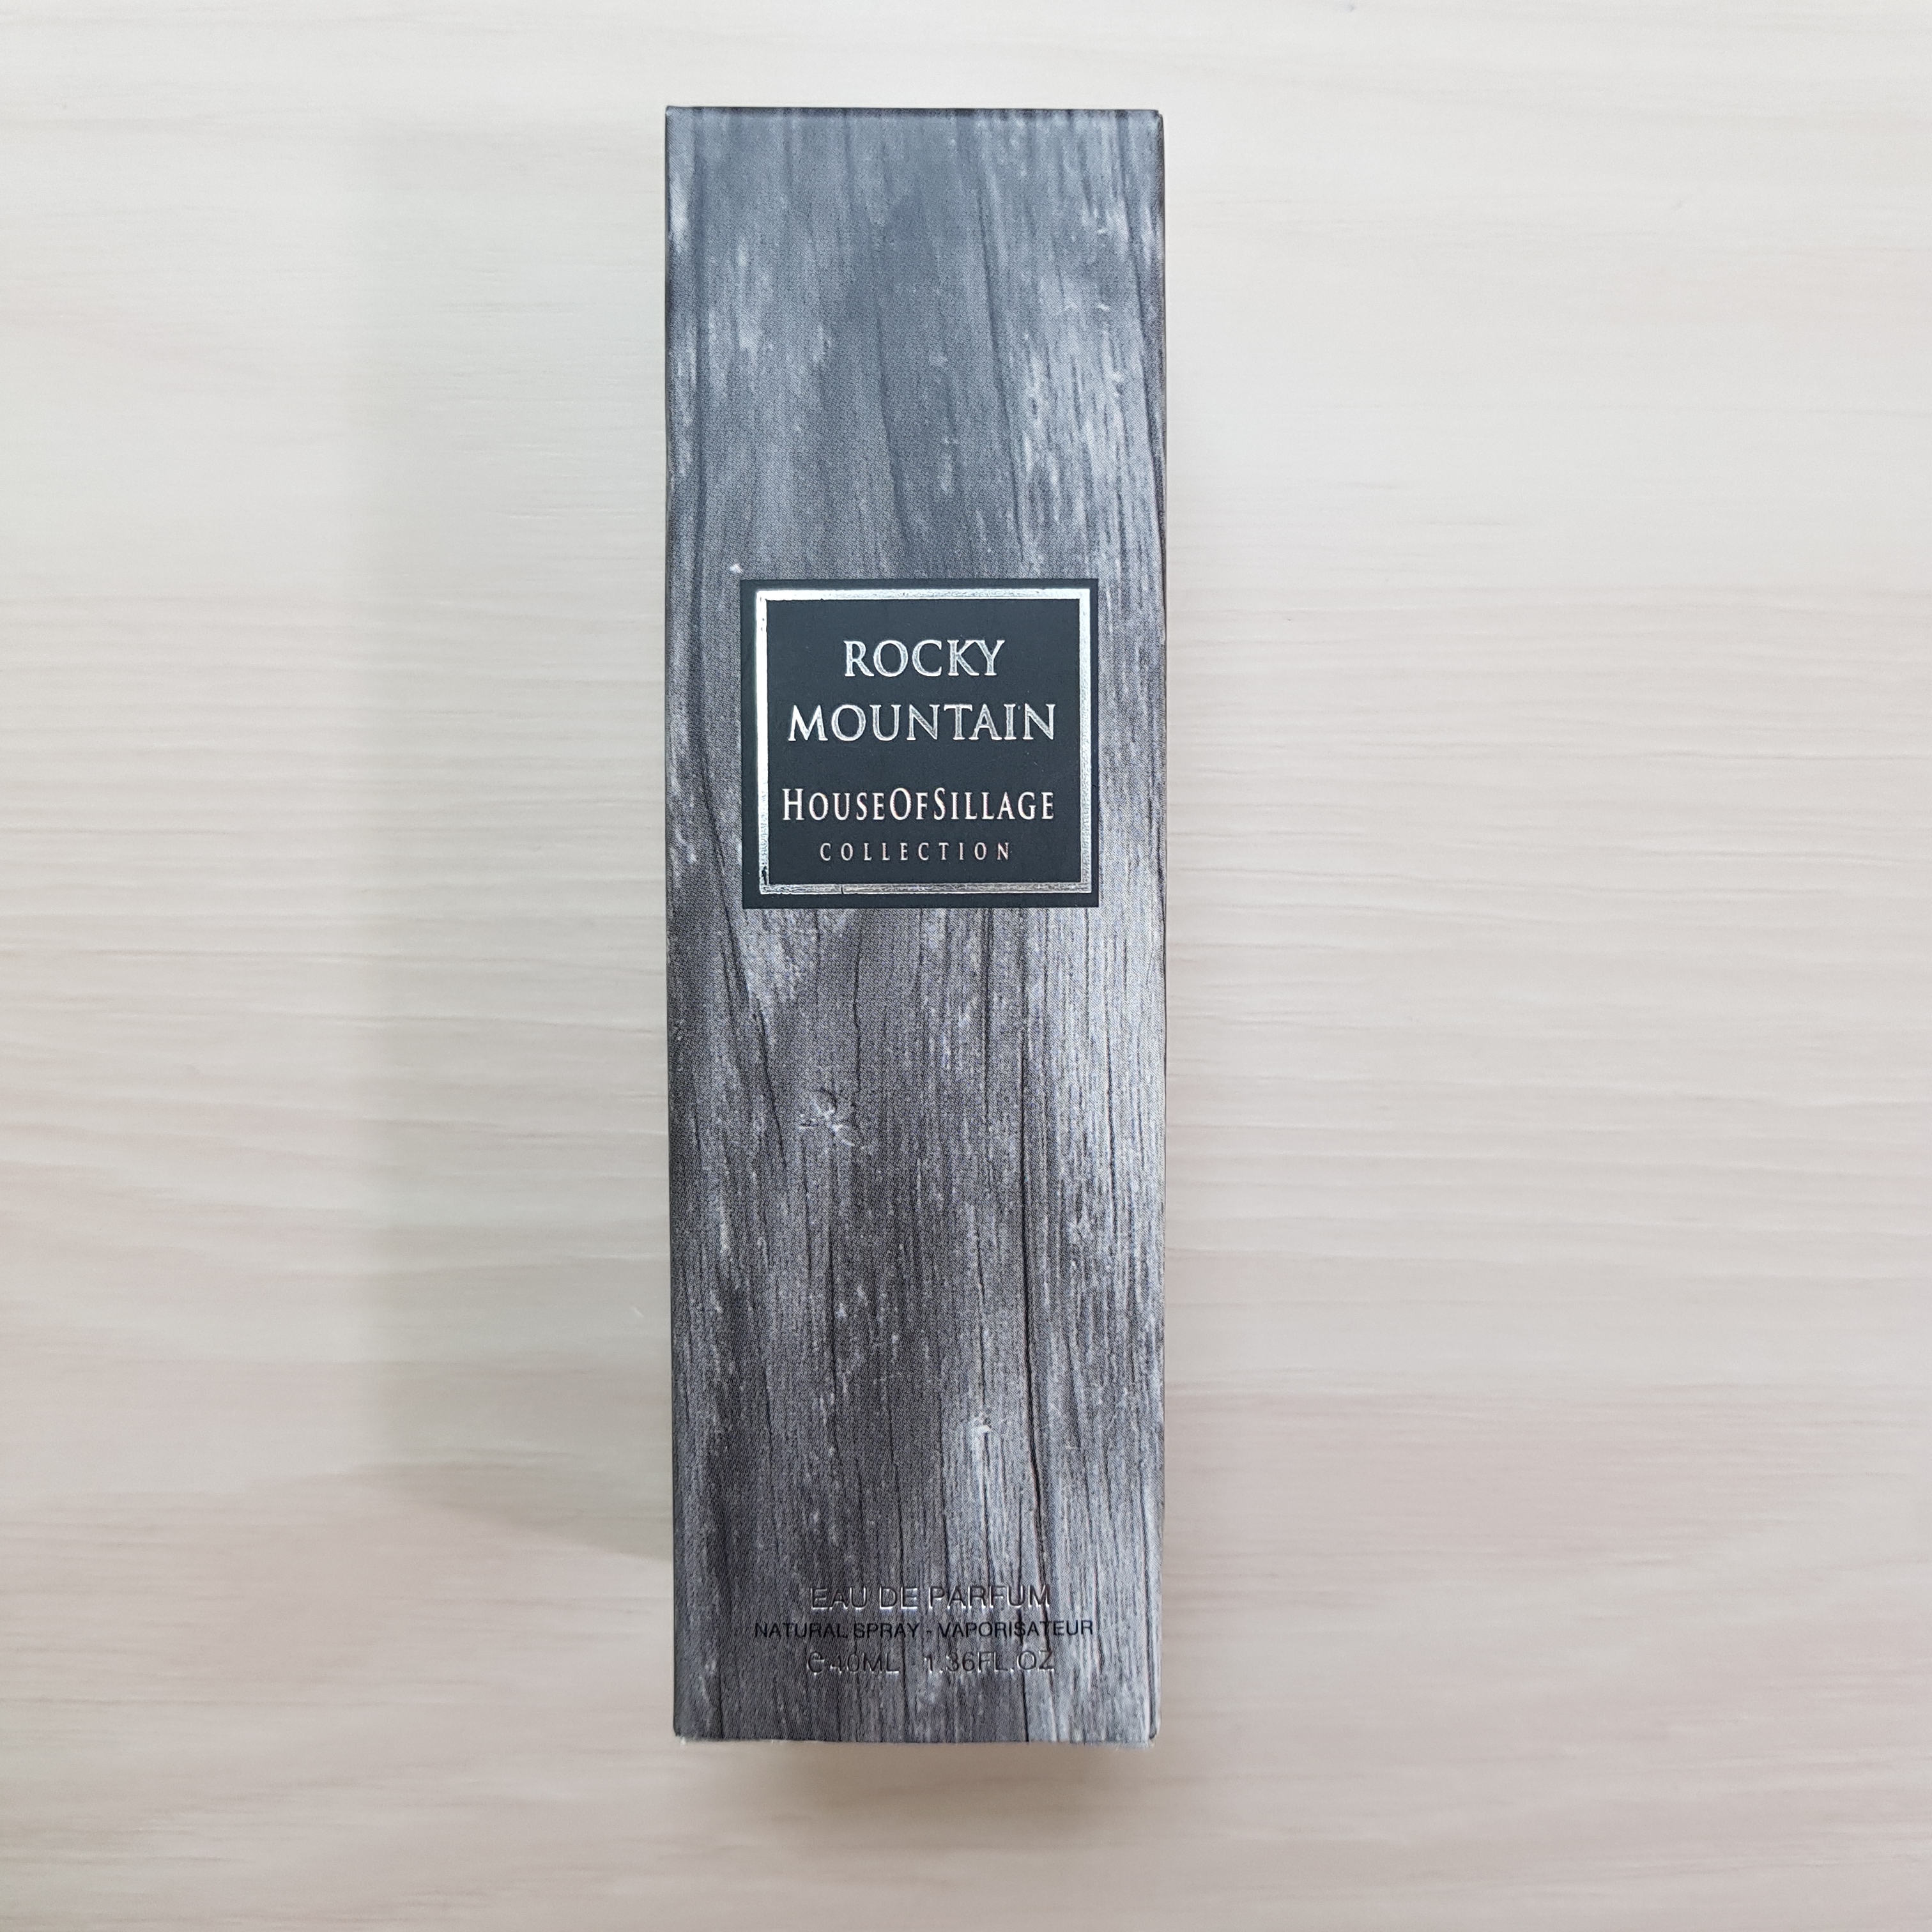 ROCKY
MOUNTAIN
HOUSEOFSILLAGE
COLLECTION
EAU DE PARFUM
NATURAL SPRAY - VAPORISATEUR
40ML 1.36FL.OZ